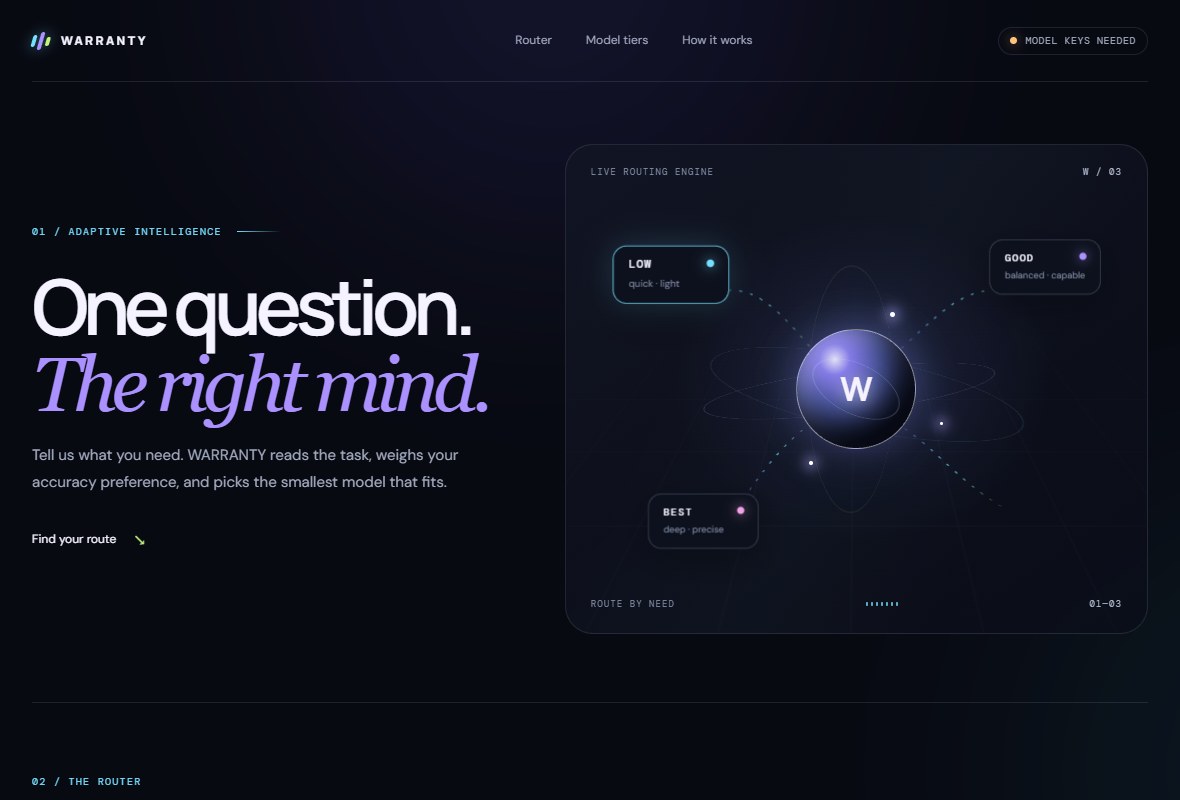 WARRANTY
Router
Model tiers
How it works
MODEL KEYS NEEDED
01 / ADAPTIVE INTELLIGENCE
One question.
The right mind.
Tell us what you need. WARRANTY reads the task, weighs your
accuracy preference, and picks the smallest model that fits.
Find your route ↘
LIVE ROUTING ENGINE
W / 03
LOW
quick · light
GOOD
balanced · capable
W
BEST
deep · precise
ROUTE BY NEED
01—03
02 / THE ROUTER